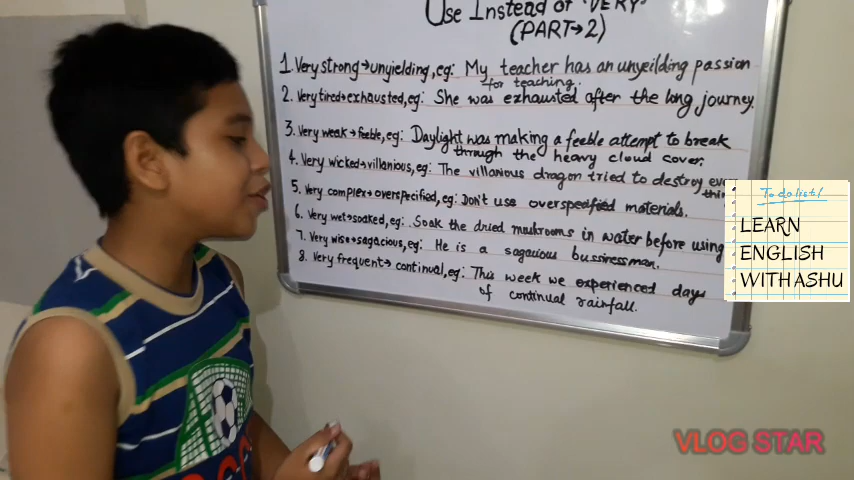 Use Instead of 'VERY'
(PART→2)
1. Very strong→unyielding, eg: My teacher has an unyeilding passion
for teaching.
2. Very tired→exhausted, eg: She was exhausted after the long journey.
3. Very weak→feeble, eg: Daylight was making a feeble attempt to break
through the heavy cloud cover.
4. Very wicked→villanious, eg: The villanious dragon tried to destroy every
thing
5. Very complex→overspecified, eg: Don't use overspecified materials.
6. Very wet→soaked, eg: Soak the dried mushrooms in water before using
7. Very wise→sagacious, eg: He is a sagacious bussinessman.
8. Very frequent→continual, eg: This week we experienced days
of continual rainfall.
To do list!
LEARN
ENGLISH
WITH ASHU
VLOG STAR